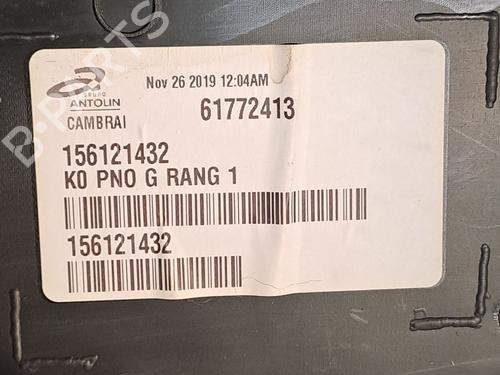 GRUPO
ANTOLIN
CAMBRAI
Nov 26 2019 12:04AM
61772413
156121432
K0 PNO G RANG 1
156121432
B-PARTS